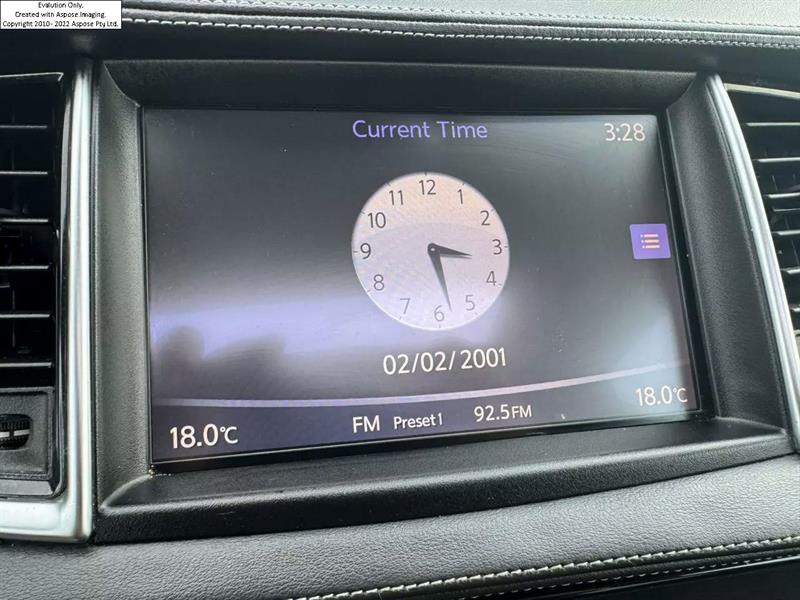 Evalution Only.
Created with Aspose.Imaging.
Copyright 2010- 2022 Aspose Pty Ltd.
Current Time
3:28
12
1
2
3
4
5
6
7
8
9
10
11
02/02/2001
18.0°C
FM Preset1 92.5FM
18.0°C